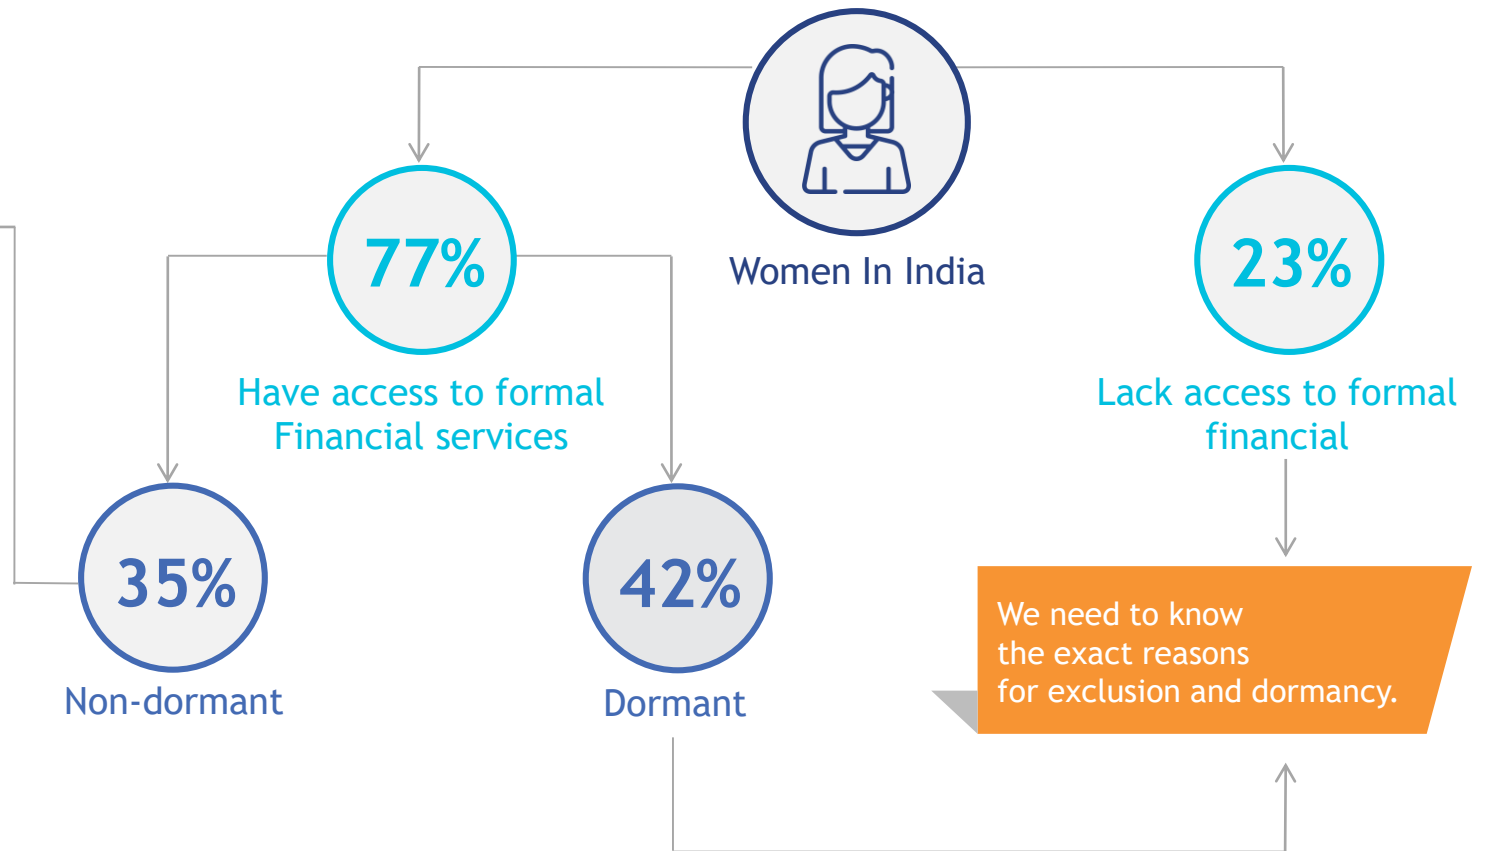 Women In India
77%
Have access to formal
Financial services
23%
Lack access to formal
financial
35%
Non-dormant
42%
Dormant
We need to know
the exact reasons
for exclusion and dormancy.